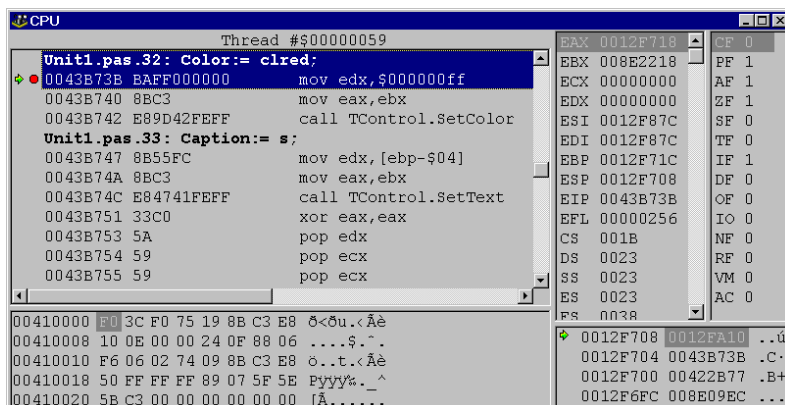 CPU
Thread #$00000059
Unit1.pas.32: Color:= clred;
0043B73B BAFF000000 mov edx,$000000ff
0043B740 8BC3 mov eax,ebx
0043B742 E89D42FEFF call TControl.SetColor
Unit1.pas.33: Caption:= s;
0043B747 8B55FC mov edx,[ebp-$04]
0043B74A 8BC3 mov eax,ebx
0043B74C E84741FEFF call TControl.SetText
0043B751 33C0 xor eax,eax
0043B753 5A pop edx
0043B754 59 pop ecx
0043B755 59 pop ecx
EAX 0012F718
EBX 008E2218
ECX 00000000
EDX 00000000
ESI 0012F87C
EDI 0012F87C
EBP 0012F71C
ESP 0012F708
EIP 0043B73B
EFL 00000256
CS 001B
DS 0023
SS 0023
ES 0023
FS 0038
CF 0
PF 1
AF 1
ZF 1
SF 0
TF 0
IF 1
DF 0
OF 0
IO 0
NF 0
RF 0
VM 0
AC 0
00410000 F0 3C F0 75 19 8B C3 E8 ð<ðu.‹Ãè
00410008 10 0E 00 00 24 0F 88 06 ....$.ˆ.
00410010 F6 06 02 74 09 8B C3 E8 ö..t.‹Ãè
00410018 50 FF FF FF 89 07 5F 5E Pÿÿÿ‰._^
00410020 5B C3 00 00 00 00 00 00 [Ã......
0012F708 0012FA10 ..ú
0012F704 0043B73B .C·
0012F700 00422B77 .B+
0012F6FC 008E09EC ...